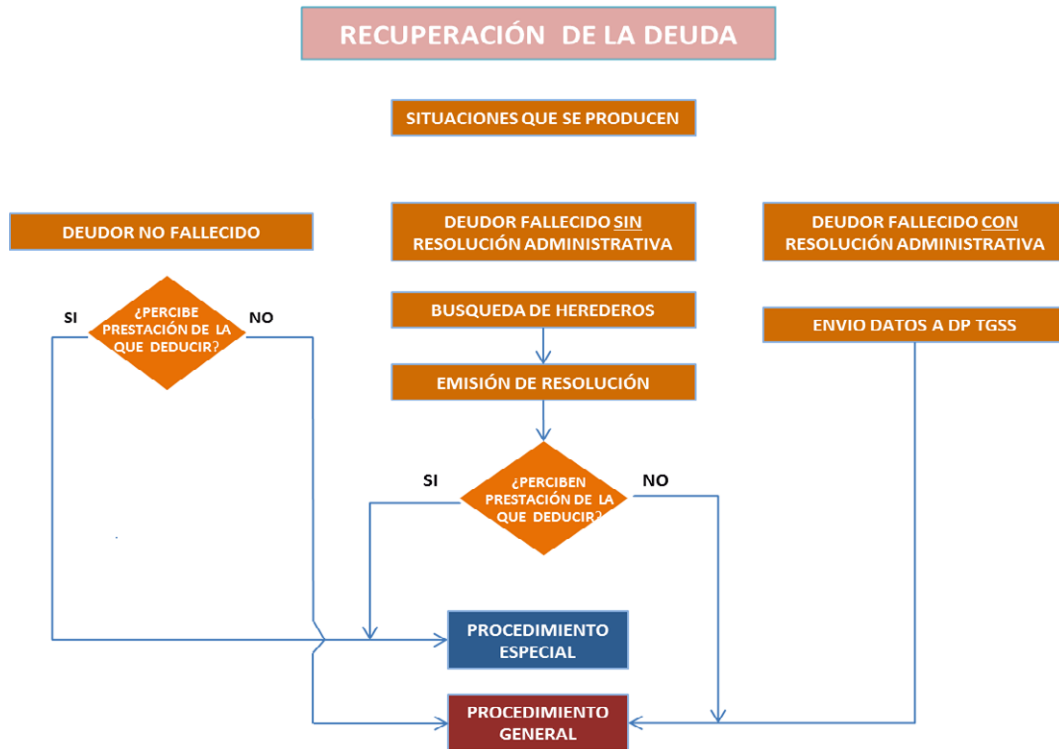 RECUPERACIÓN DE LA DEUDA
SITUACIONES QUE SE PRODUCEN
DEUDOR NO FALLECIDO
DEUDOR FALLECIDO SIN
RESOLUCIÓN ADMINISTRATIVA
DEUDOR FALLECIDO CON
RESOLUCIÓN ADMINISTRATIVA
SI
¿PERCIBE
PRESTACIÓN DE LA
QUE DEDUCIR?
NO
BUSQUEDA DE HEREDEROS
ENVIO DATOS A DP TGSS
EMISIÓN DE RESOLUCIÓN
SI
¿PERCIBEN
PRESTACIÓN DE LA
QUE DEDUCIR?
NO
PROCEDIMIENTO
ESPECIAL
PROCEDIMIENTO
GENERAL